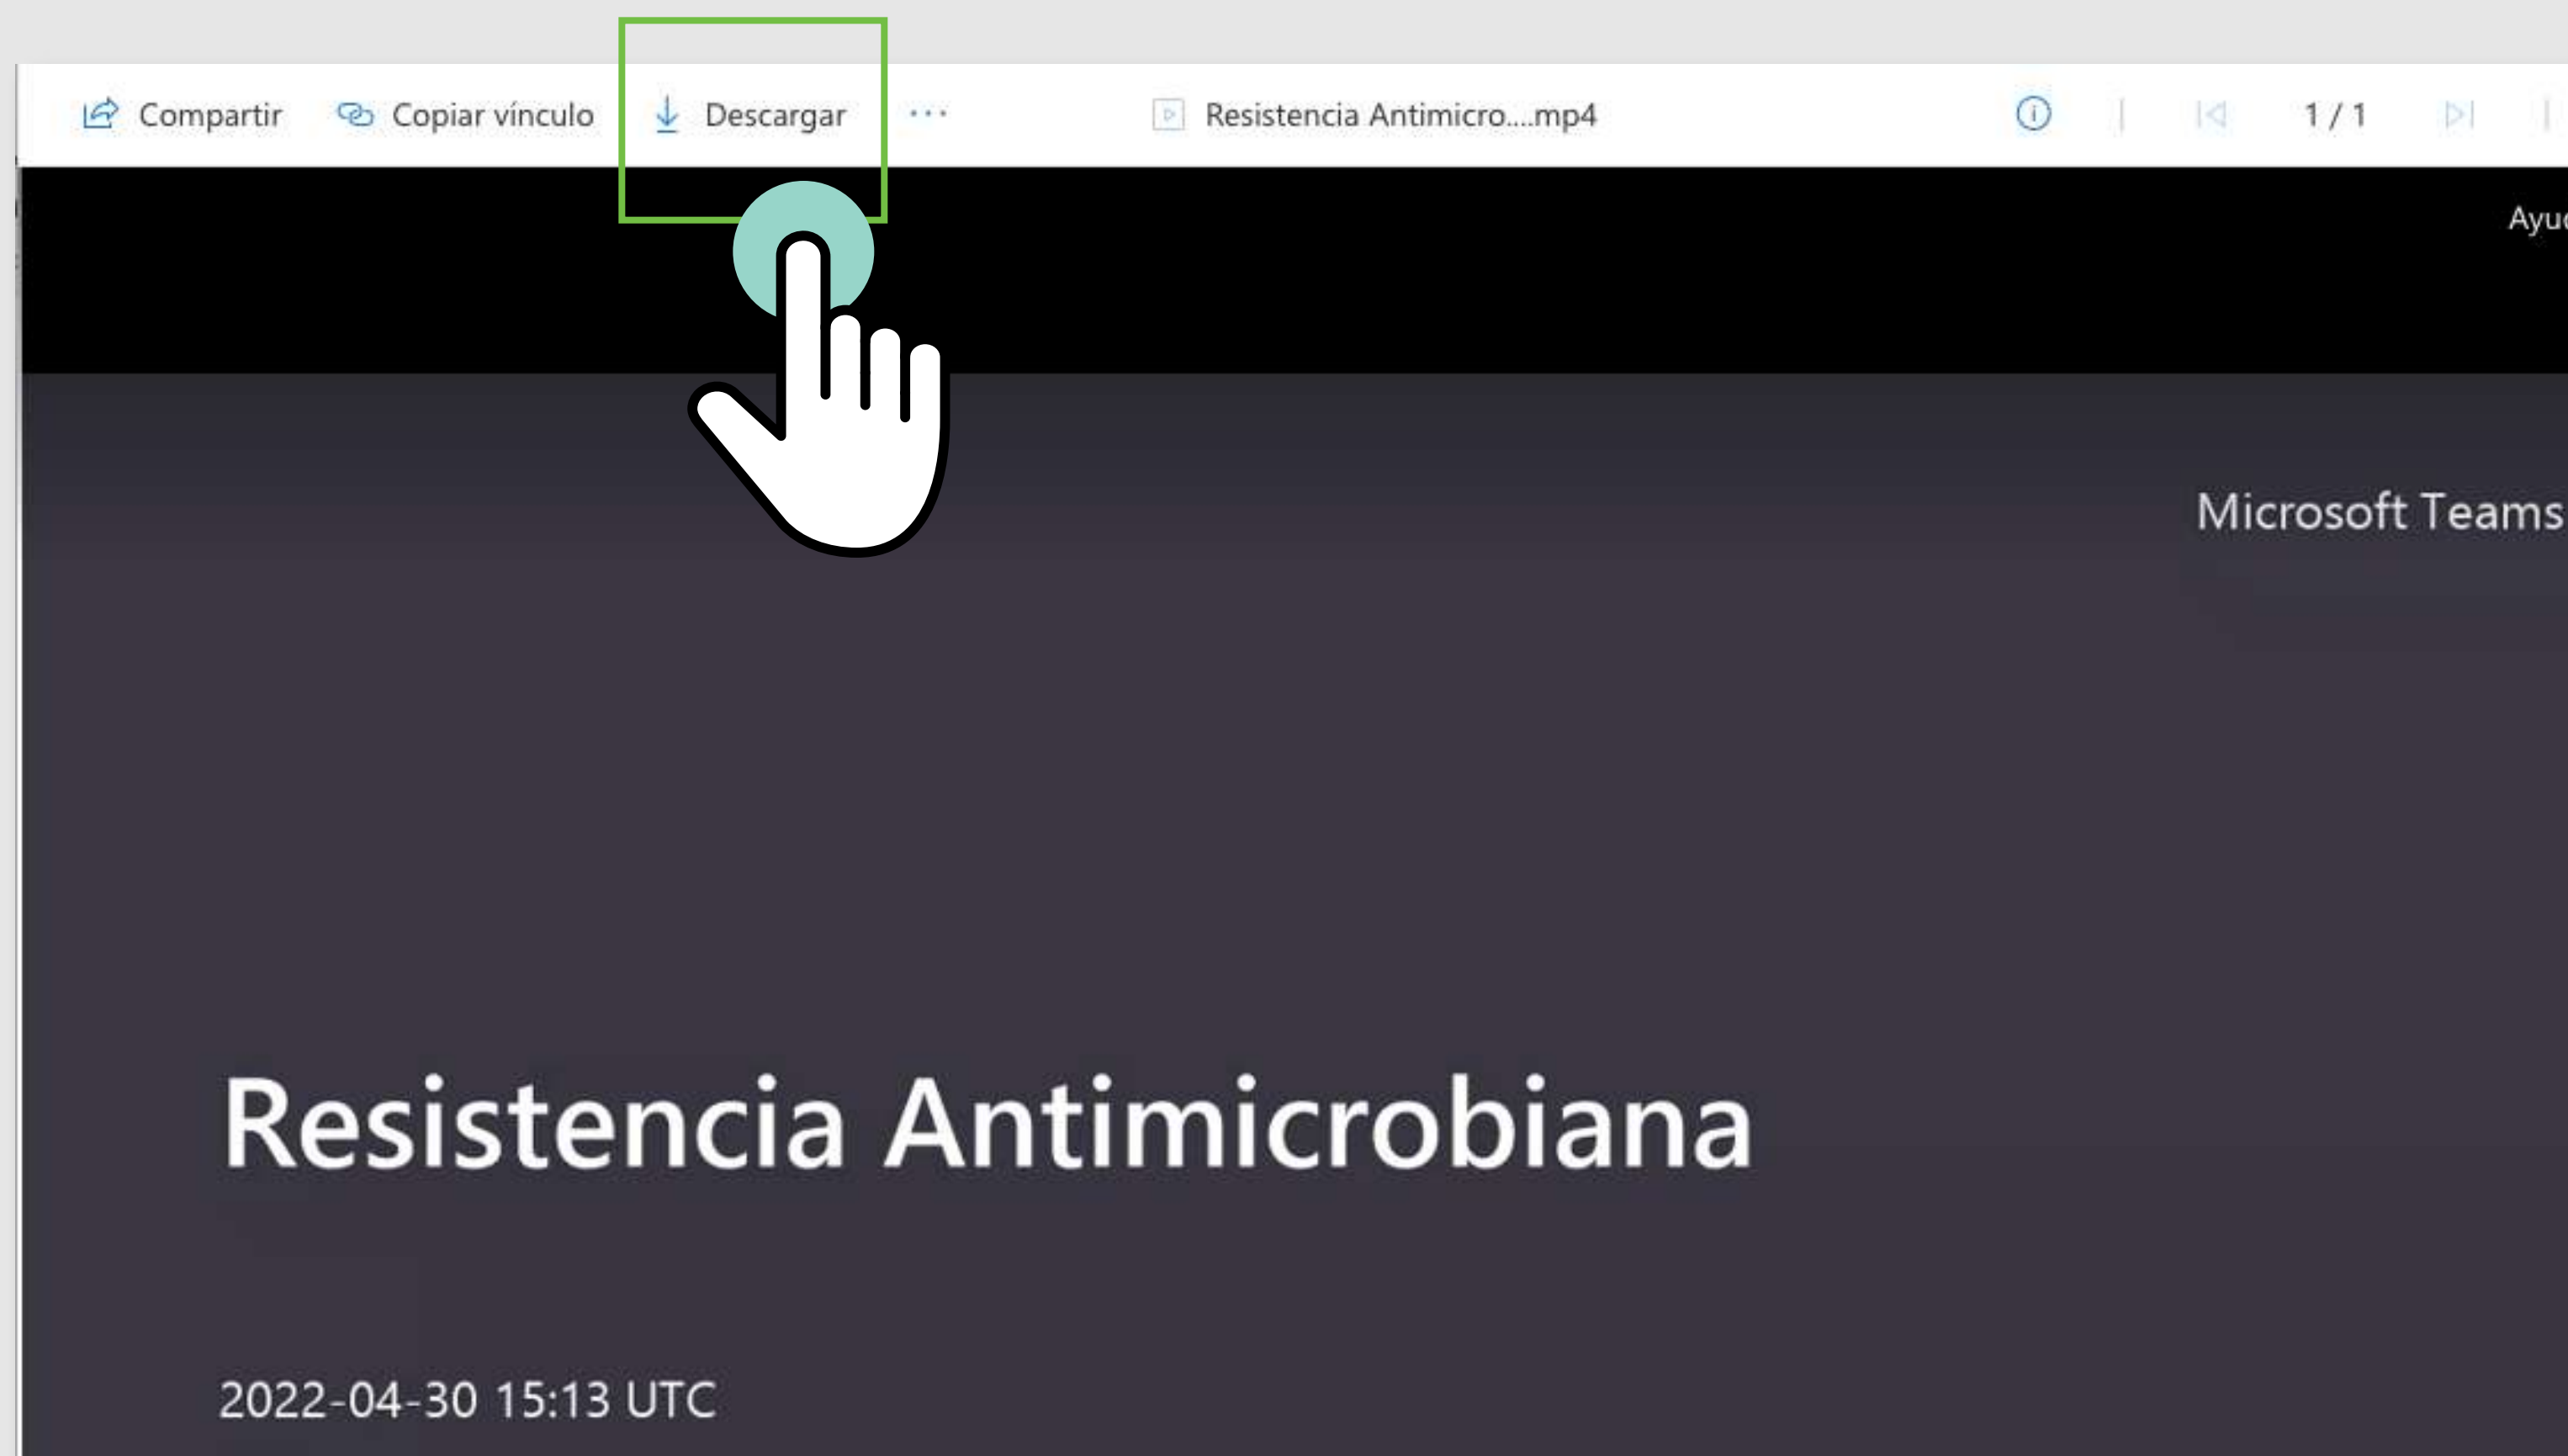 Compartir Copiar vínculo Descargar ... Resistencia Antimicro....mp4 1 / 1
Ayud
Microsoft Teams
Resistencia Antimicrobiana
2022-04-30 15:13 UTC